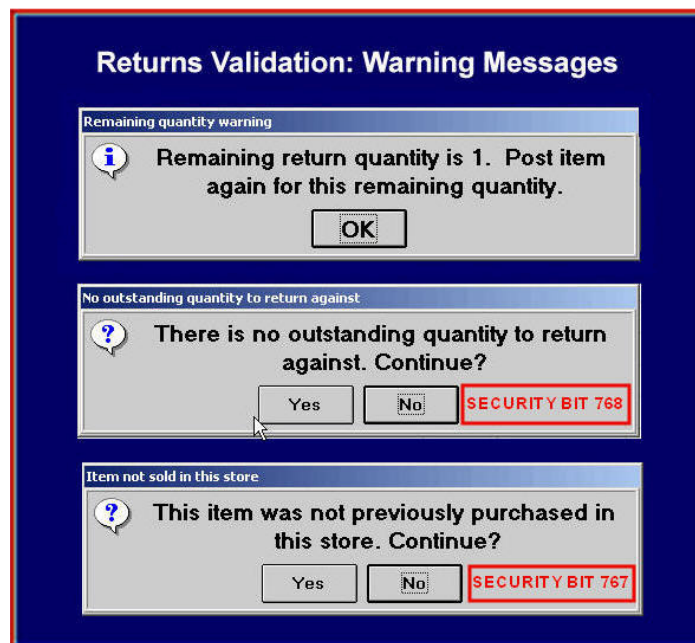 Returns Validation: Warning Messages
Remaining quantity warning
Remaining return quantity is 1.  Post item
again for this remaining quantity.
OK
No outstanding quantity to return against
There is no outstanding quantity to return
against. Continue?
Yes No SECURITY BIT 768
Item not sold in this store
This item was not previously purchased in
this store. Continue?
Yes No SECURITY BIT 767